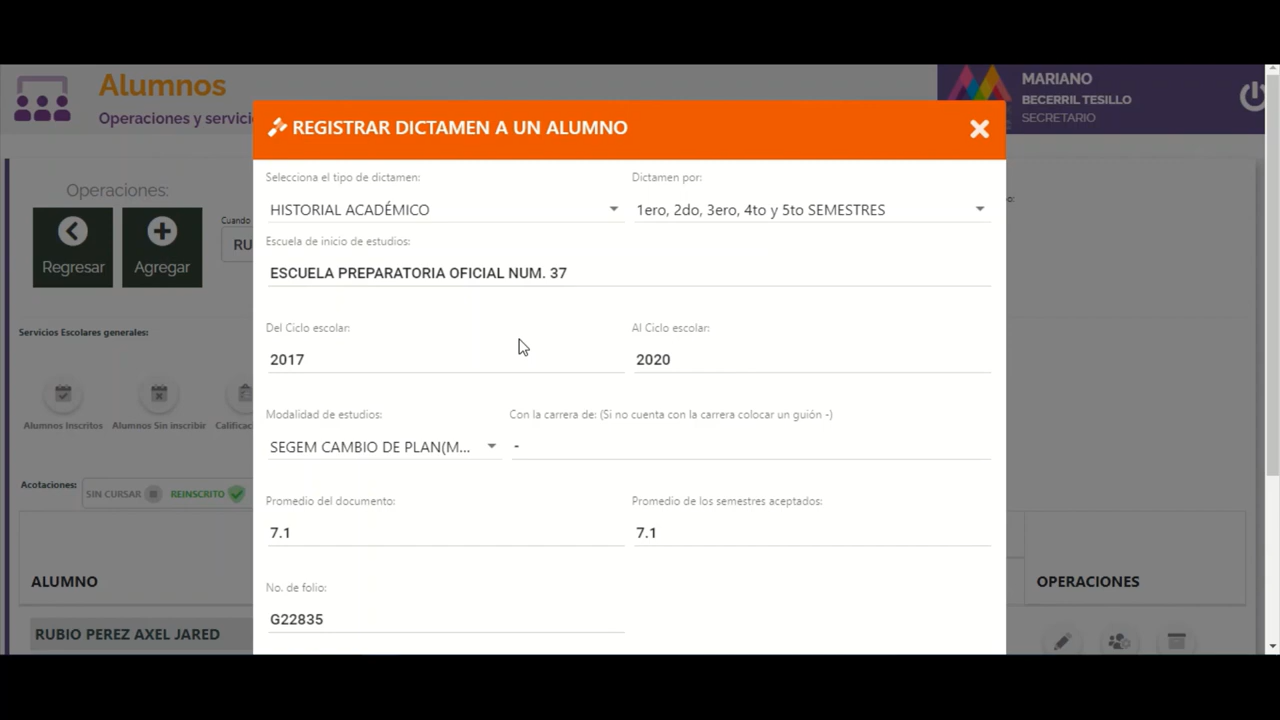 Alumnos
Operaciones y servici
MARIANO
BECERRIL TESILLO
SECRETARIO
REGISTRAR DICTAMEN A UN ALUMNO
Selecciona el tipo de dictamen:
Dictamen por:
HISTORIAL ACADÉMICO
1ero, 2do, 3ero, 4to y 5to SEMESTRES
Escuela de inicio de estudios:
ESCUELA PREPARATORIA OFICIAL NUM. 37
Del Ciclo escolar:
Al Ciclo escolar:
2017
2020
Modalidad de estudios:
Con la carrera de: (Si no cuenta con la carrera colocar un guión -)
SEGEM CAMBIO DE PLAN(M...
-
Promedio del documento:
Promedio de los semestres aceptados:
7.1
7.1
No. de folio:
G22835
Operaciones:
Regresar
Agregar
Cuando
RU
o:
Servicios Escolares generales:
Alumnos Inscritos
Alumnos Sin inscribir
Calificac
Acotaciones:
SIN CURSAR
REINSCRITO
ALUMNO
OPERACIONES
RUBIO PEREZ AXEL JARED